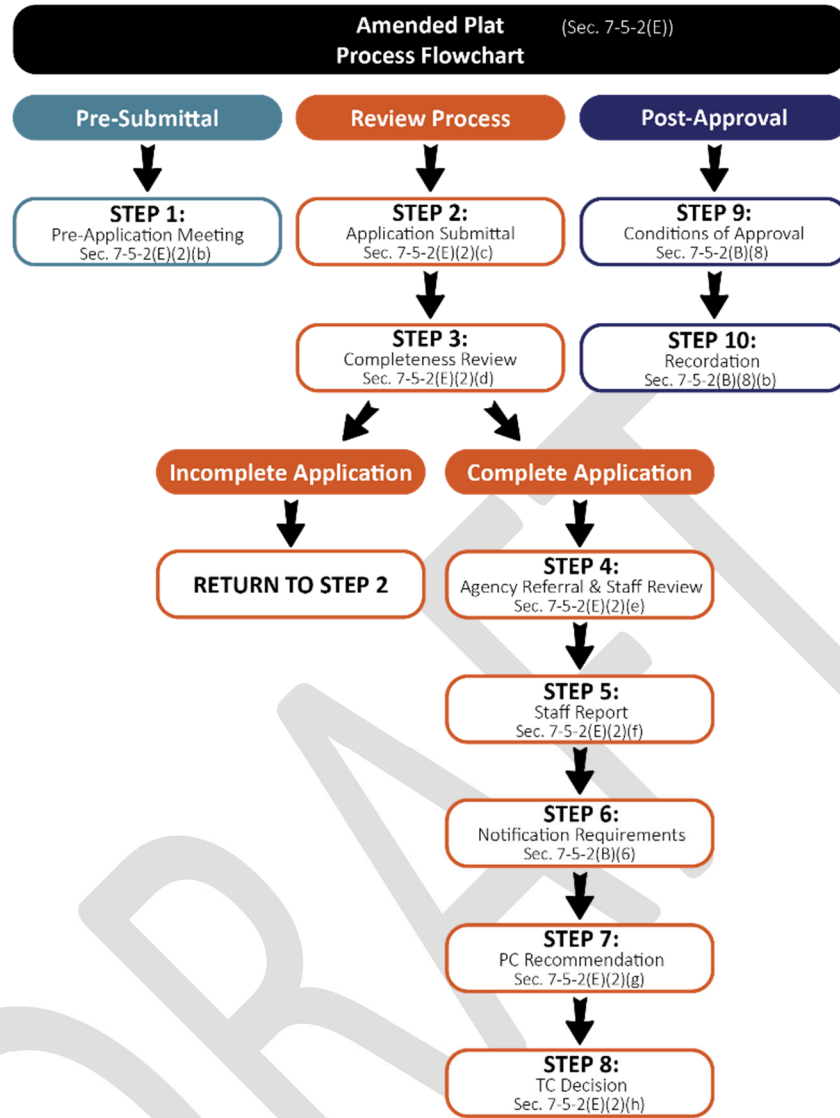 Amended Plat (Sec. 7-5-2(E))
Process Flowchart
Pre-Submittal
STEP 1:
Pre-Application Meeting
Sec. 7-5-2(E)(2)(b)
Review Process
STEP 2:
Application Submittal
Sec. 7-5-2(E)(2)(c)
STEP 3:
Completeness Review
Sec. 7-5-2(E)(2)(d)
Incomplete Application
RETURN TO STEP 2
Complete Application
STEP 4:
Agency Referral & Staff Review
Sec. 7-5-2(E)(2)(e)
STEP 5:
Staff Report
Sec. 7-5-2(E)(2)(f)
STEP 6:
Notification Requirements
Sec. 7-5-2(B)(6)
STEP 7:
PC Recommendation
Sec. 7-5-2(E)(2)(g)
STEP 8:
TC Decision
Sec. 7-5-2(E)(2)(h)
Post-Approval
STEP 9:
Conditions of Approval
Sec. 7-5-2(B)(8)
STEP 10:
Recordation
Sec. 7-5-2(B)(8)(b)
DRAFT